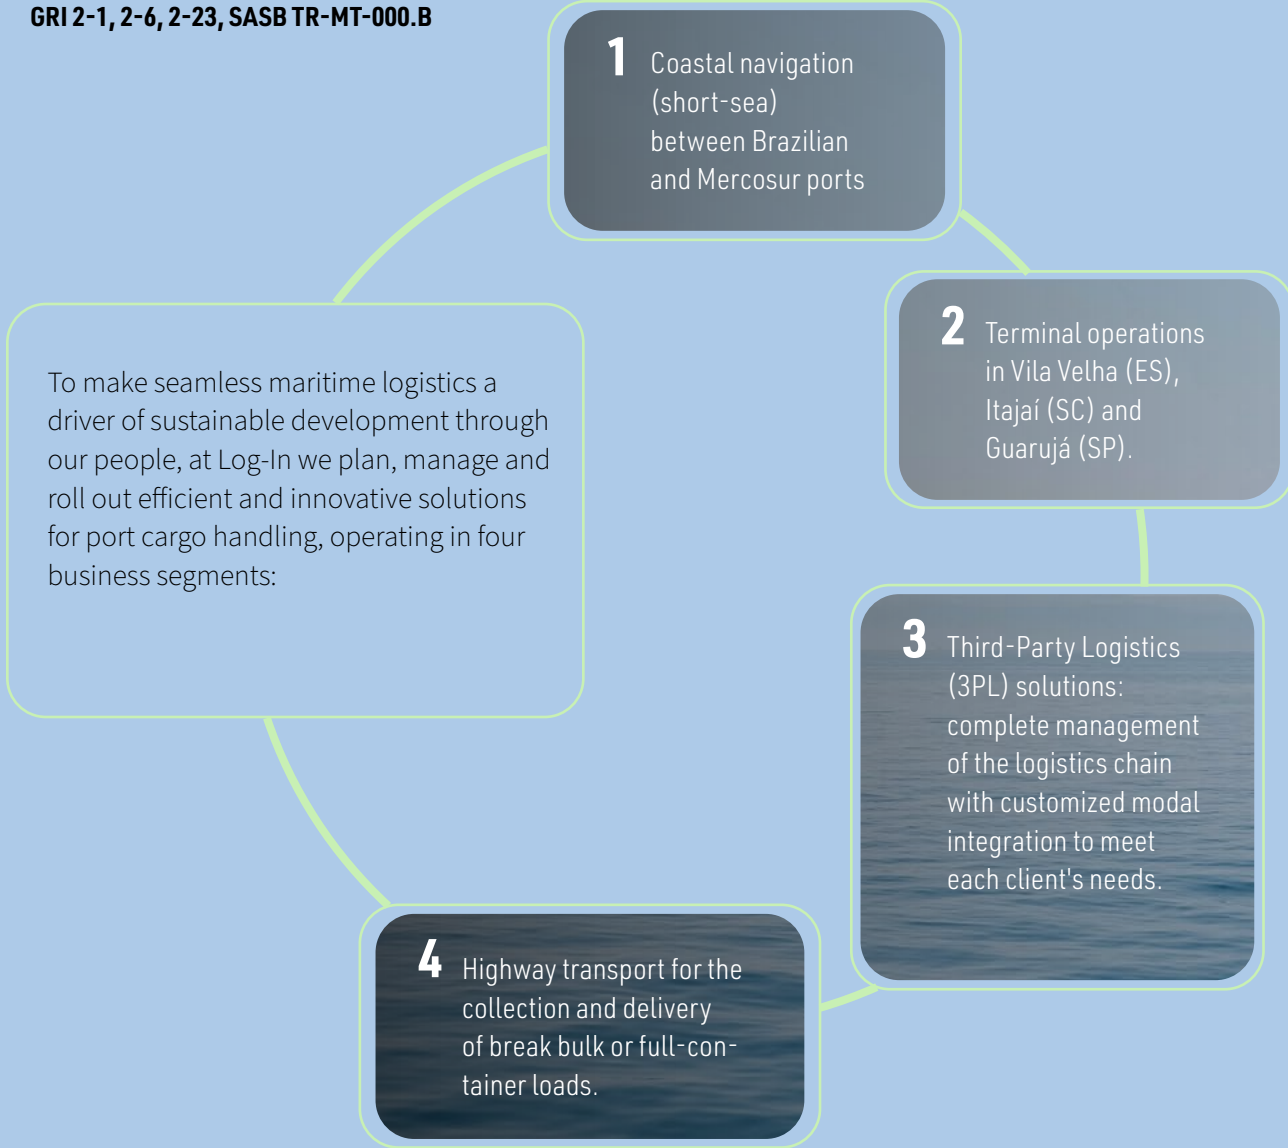 GRI 2-1, 2-6, 2-23, SASB TR-MT-000.B
To make seamless maritime logistics a
driver of sustainable development through
our people, at Log-In we plan, manage and
roll out efficient and innovative solutions
for port cargo handling, operating in four
business segments:
1 Coastal navigation
(short-sea)
between Brazilian
and Mercosur ports
2 Terminal operations
in Vila Velha (ES),
Itajaí (SC) and
Guarujá (SP).
3 Third-Party Logistics
(3PL) solutions:
complete management
of the logistics chain
with customized modal
integration to meet
each client's needs.
4 Highway transport for the
collection and delivery
of break bulk or full-con-
tainer loads.